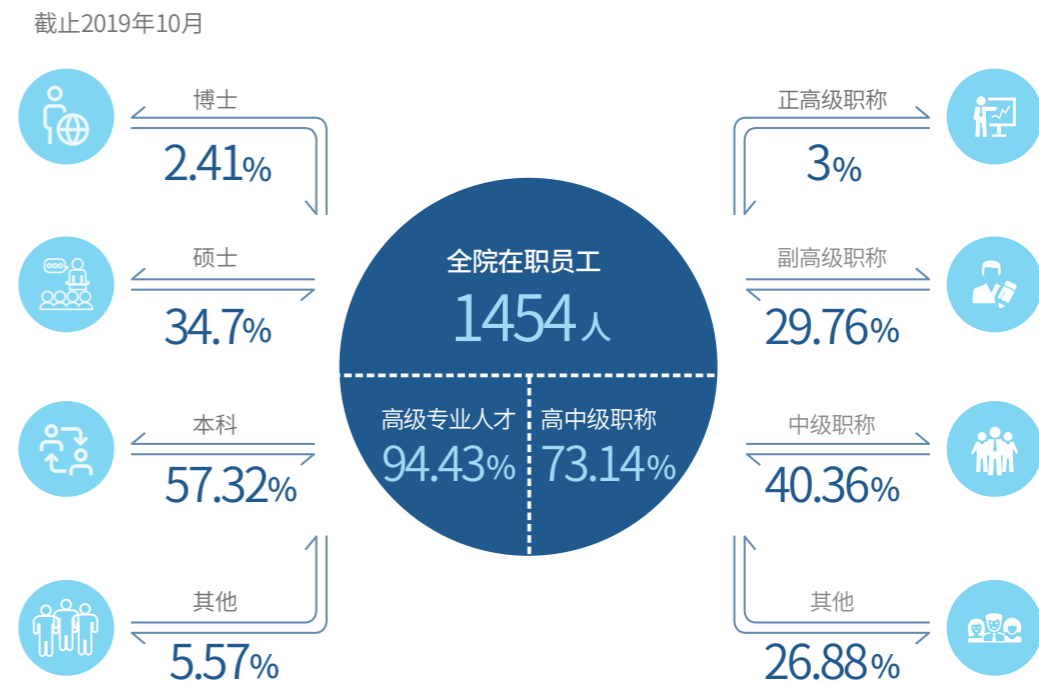 截止2019年10月
博士
2.41%
硕士
34.7%
本科
57.32%
其他
5.57%
全院在职员工
1454人
高级专业人才
94.43%
高中级职称
73.14%
正高级职称
3%
副高级职称
29.76%
中级职称
40.36%
其他
26.88%